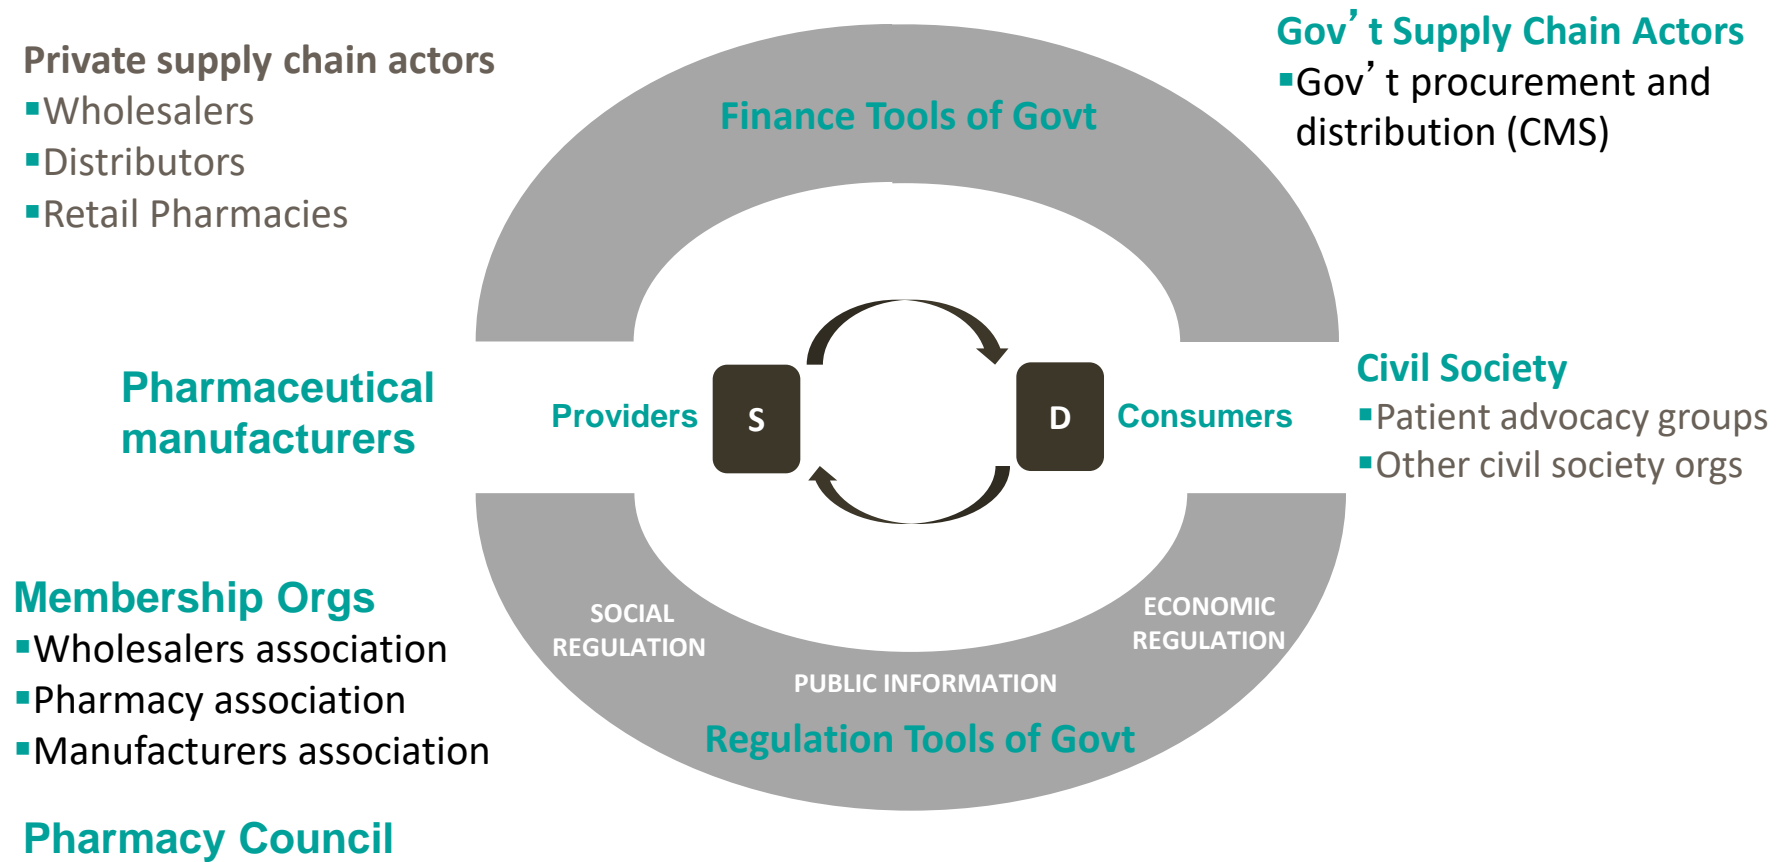 Private supply chain actors
▪Wholesalers
▪Distributors
▪Retail Pharmacies
Finance Tools of Govt
Gov’t Supply Chain Actors
▪Gov’t procurement and
distribution (CMS)
Pharmaceutical
manufacturers
Providers
S
D
Consumers
Civil Society
▪Patient advocacy groups
▪Other civil society orgs
Membership Orgs
▪Wholesalers association
▪Pharmacy association
▪Manufacturers association
Pharmacy Council
SOCIAL
REGULATION
PUBLIC INFORMATION
ECONOMIC
REGULATION
Regulation Tools of Govt